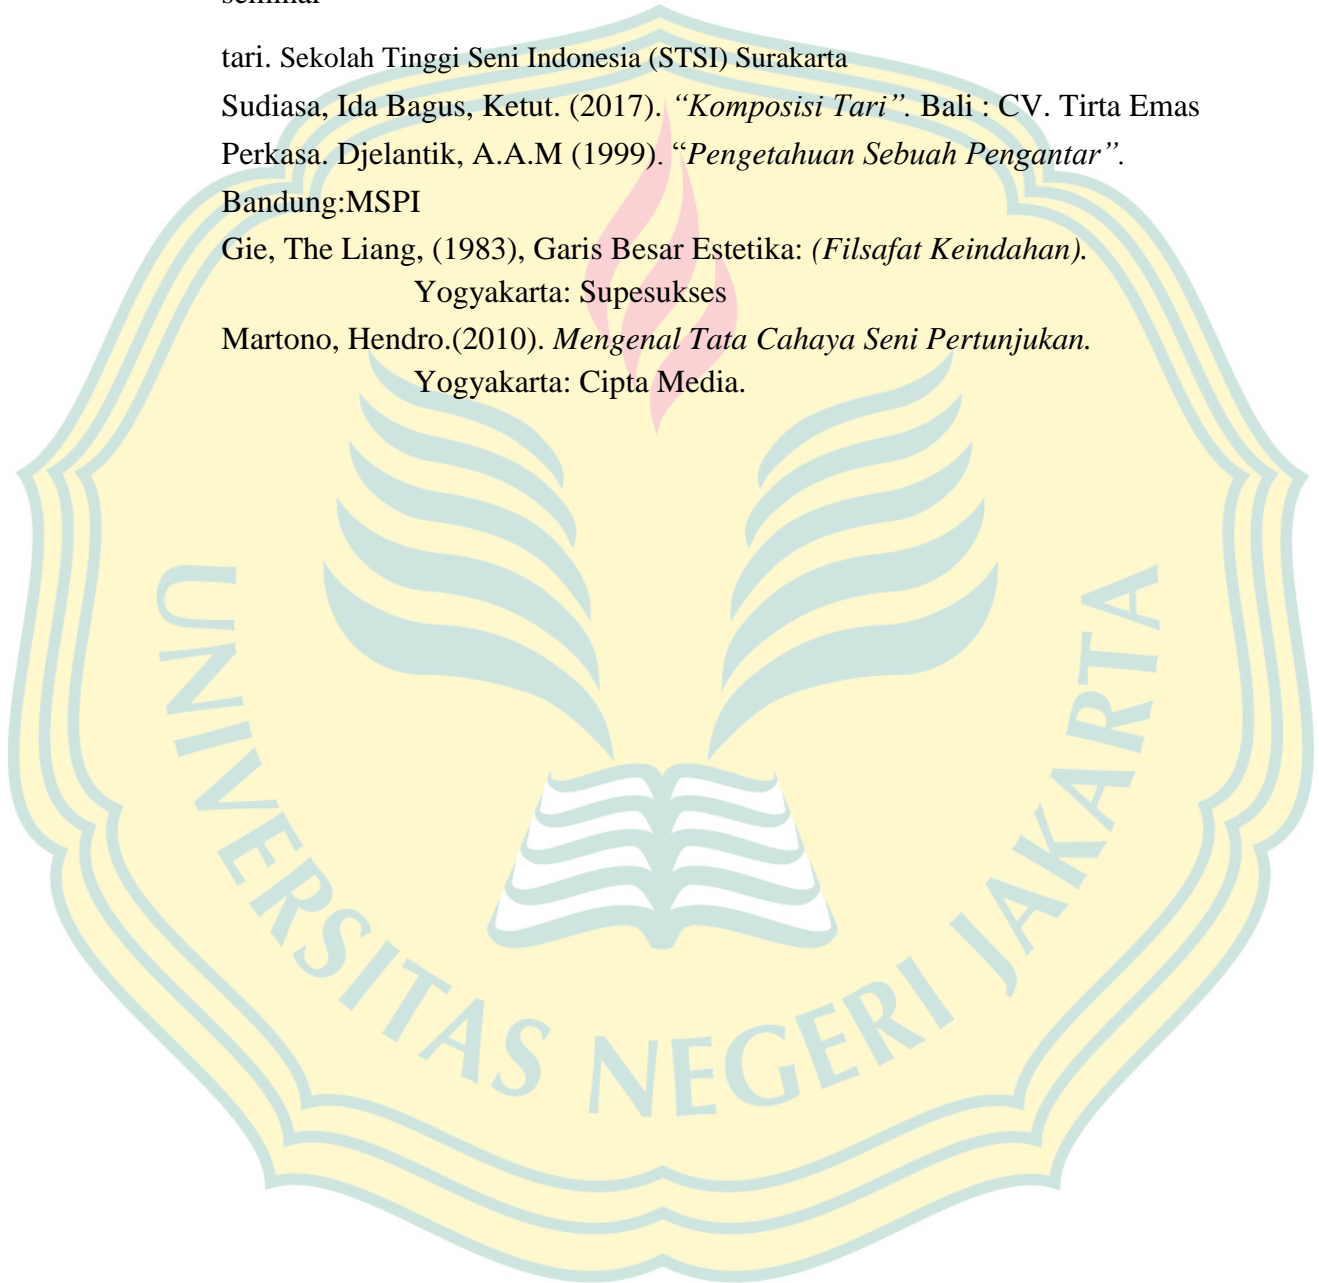 seminar
tari. Sekolah Tinggi Seni Indonesia (STSI) Surakarta
Sudiasa, Ida Bagus, Ketut. (2017). “Komposisi Tari”. Bali : CV. Tirta Emas
Perkasa. Djelantik, A.A.M (1999). “Pengetahuan Sebuah Pengantar”.
Bandung:MSPI
Gie, The Liang, (1983), Garis Besar Estetika: (Filsafat Keindahan).
Yogyakarta: Supesukses
Martono, Hendro.(2010). Mengenal Tata Cahaya Seni Pertunjukan.
Yogyakarta: Cipta Media.
UNIVERSITAS NEGERI JAKARTA